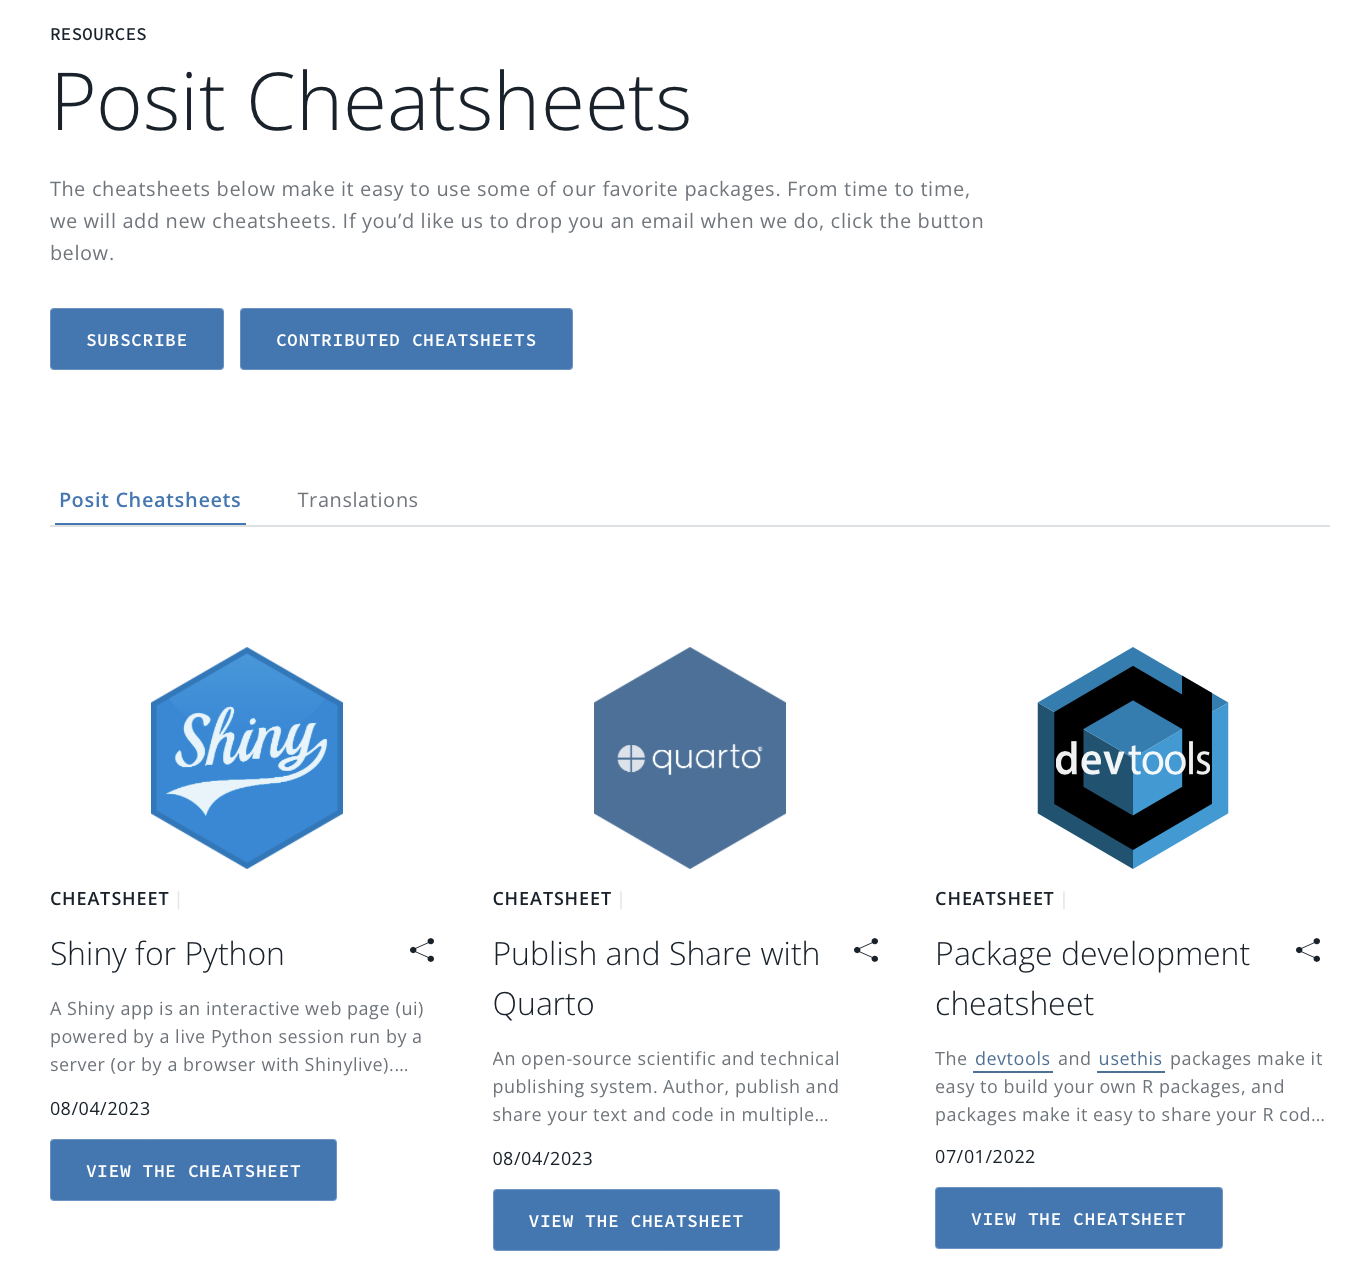 RESOURCES
Posit Cheatsheets
The cheatsheets below make it easy to use some of our favorite packages. From time to time,
we will add new cheatsheets. If you’d like us to drop you an email when we do, click the button
below.
SUBSCRIBE
CONTRIBUTED CHEATSHEETS
Posit Cheatsheets
Translations
Shiny
CHEATSHEET
Shiny for Python
A Shiny app is an interactive web page (ui)
powered by a live Python session run by a
server (or by a browser with Shinylive)....
08/04/2023
VIEW THE CHEATSHEET
quarto®
CHEATSHEET
Publish and Share with
Quarto
An open-source scientific and technical
publishing system. Author, publish and
share your text and code in multiple...
08/04/2023
VIEW THE CHEATSHEET
devtools
CHEATSHEET
Package development
cheatsheet
The devtools and usethis packages make it
easy to build your own R packages, and
packages make it easy to share your R cod...
07/01/2022
VIEW THE CHEATSHEET